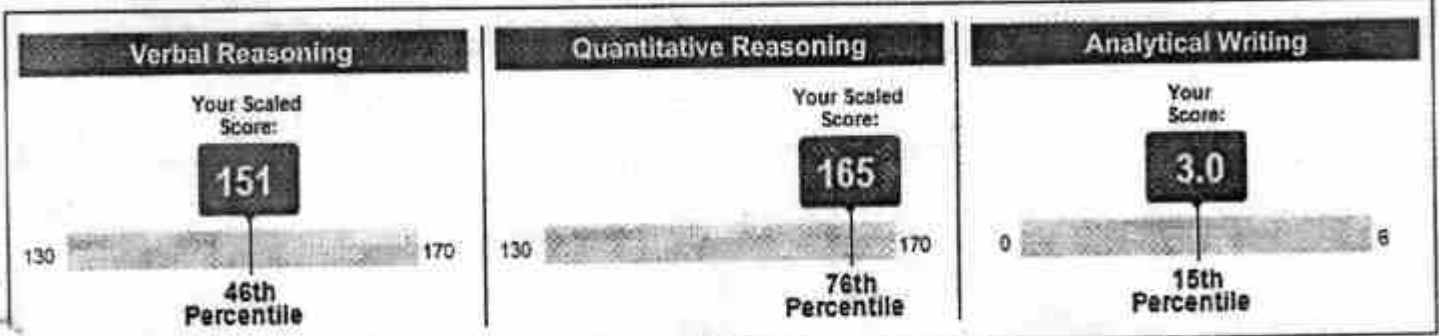 Verbal Reasoning
Your Scaled
Score:
151
130
170
46th
Percentile
Quantitative Reasoning
Your Scaled
Score:
165
130
170
76th
Percentile
Analytical Writing
Your
Score:
3.0
0
6
15th
Percentile